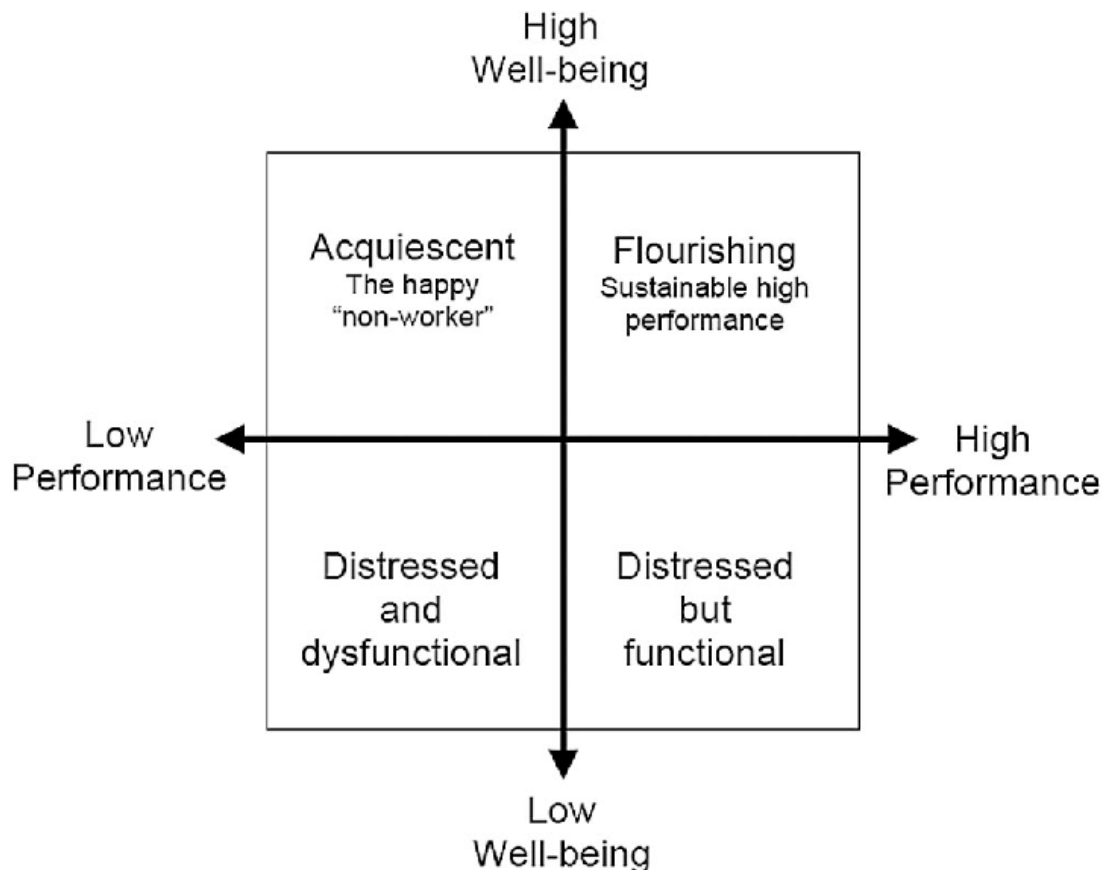 High
Well-being
Acquiescent
The happy
“non-worker”
Flourishing
Sustainable high
performance
Low
Performance
High
Performance
Distressed
and
dysfunctional
Distressed
but
functional
Low
Well-being